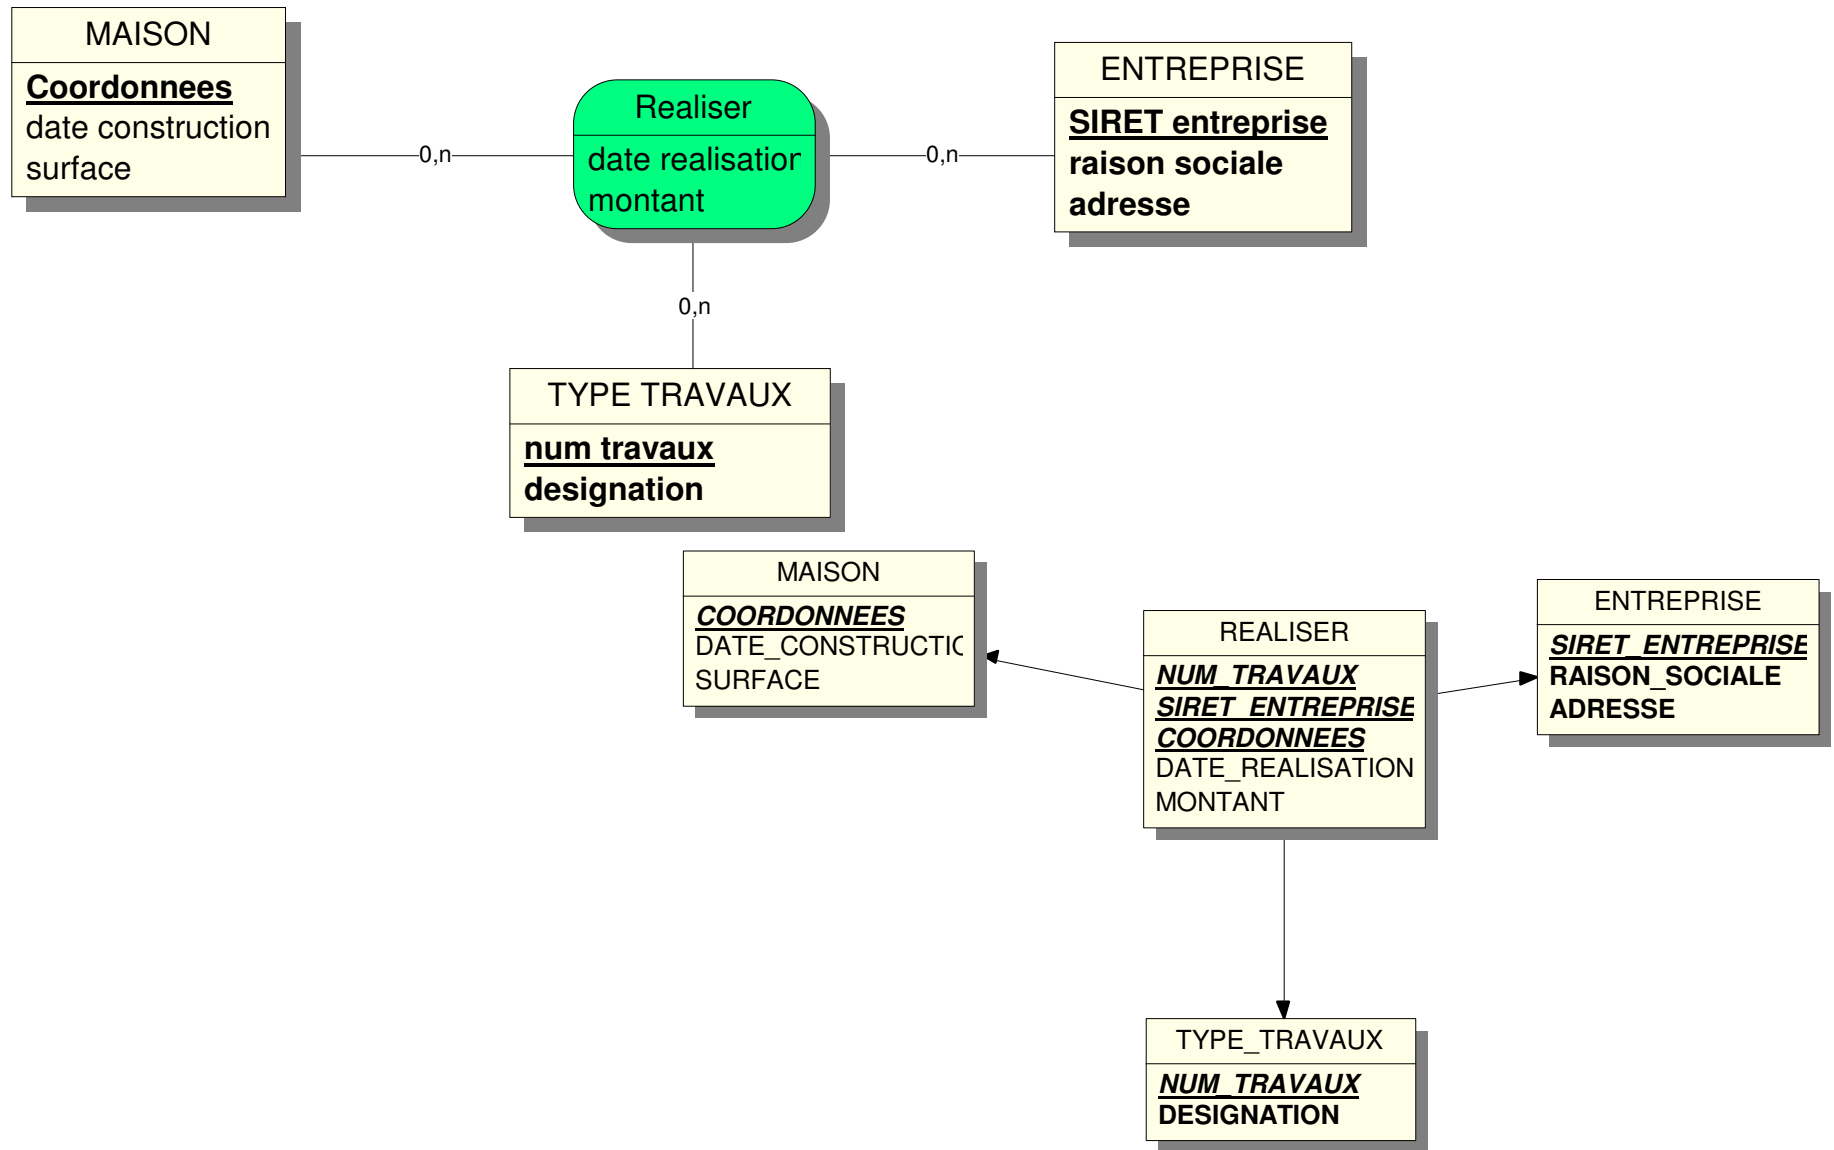 MAISON
Coordonnees
date construction
surface
0,n
Realiser
date realisation
montant
0,n
ENTREPRISE
SIRET entreprise
raison sociale
adresse
0,n
TYPE TRAVAUX
num travaux
designation
MAISON
COORDONNEES
DATE_CONSTRUCTIO
SURFACE
REALISER
NUM_TRAVAUX
SIRET_ENTREPRISE
COORDONNEES
DATE_REALISATION
MONTANT
ENTREPRISE
SIRET_ENTREPRISE
RAISON_SOCIALE
ADRESSE
TYPE_TRAVAUX
NUM_TRAVAUX
DESIGNATION